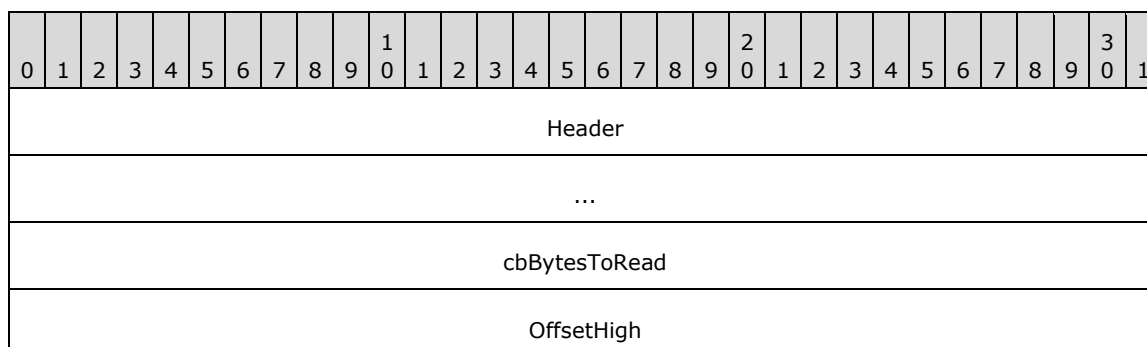 1 2 3
0 1 2 3 4 5 6 7 8 9 0 1 2 3 4 5 6 7 8 9 0 1 2 3 4 5 6 7 8 9 0 1
Header
...
cbBytesToRead
OffsetHigh